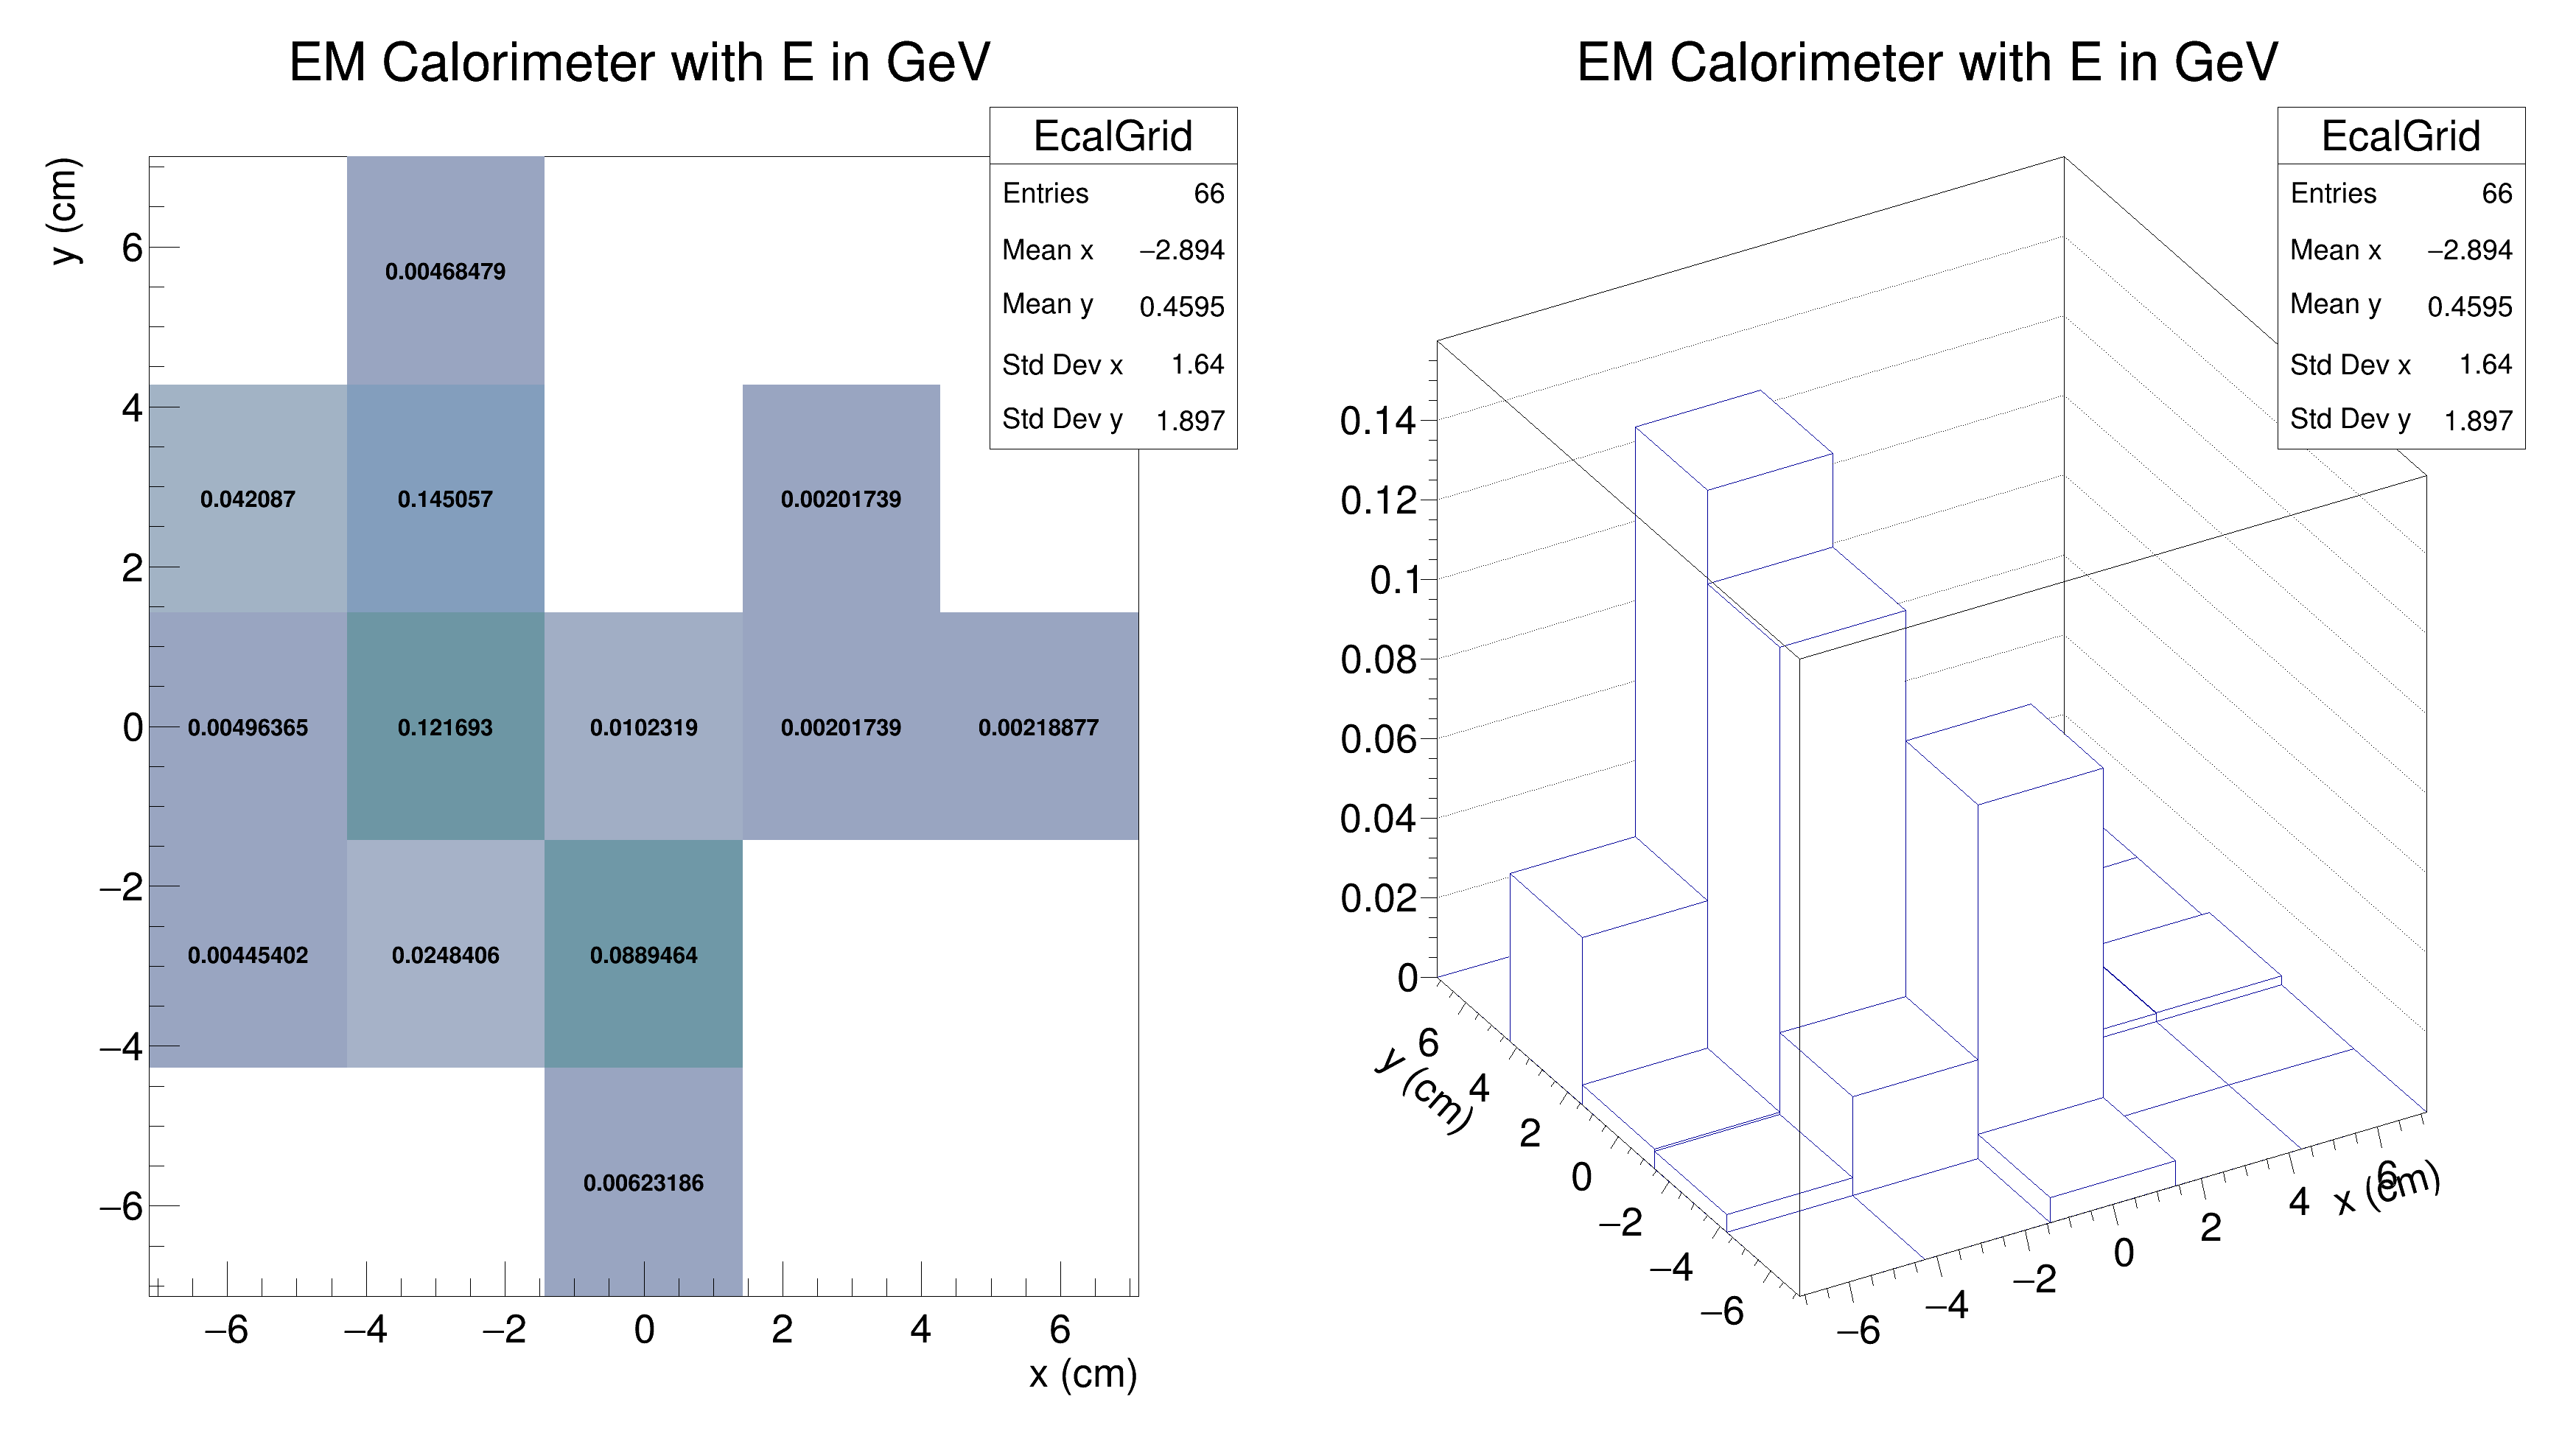 EM Calorimeter with E in GeV
EcalGrid
Entries 66
Mean x −2.894
Mean y 0.4595
Std Dev x 1.64
Std Dev y 1.897
y (cm)
6
4
2
0
−2
−4
−6
0.00468479
0.042087 0.145057 0.00201739
0.00496365 0.121693 0.0102319 0.00201739 0.00218877
0.00445402 0.0248406 0.0889464
0.00623186
−6 −4 −2 0 2 4 6
x (cm)
EM Calorimeter with E in GeV
EcalGrid
Entries 66
Mean x −2.894
Mean y 0.4595
Std Dev x 1.64
Std Dev y 1.897
0.14
0.12
0.1
0.08
0.06
0.04
0.02
0
y (cm)
6
4
2
0
−2
−4
−6
−6
−4
−2
0
2
4
6
x (cm)